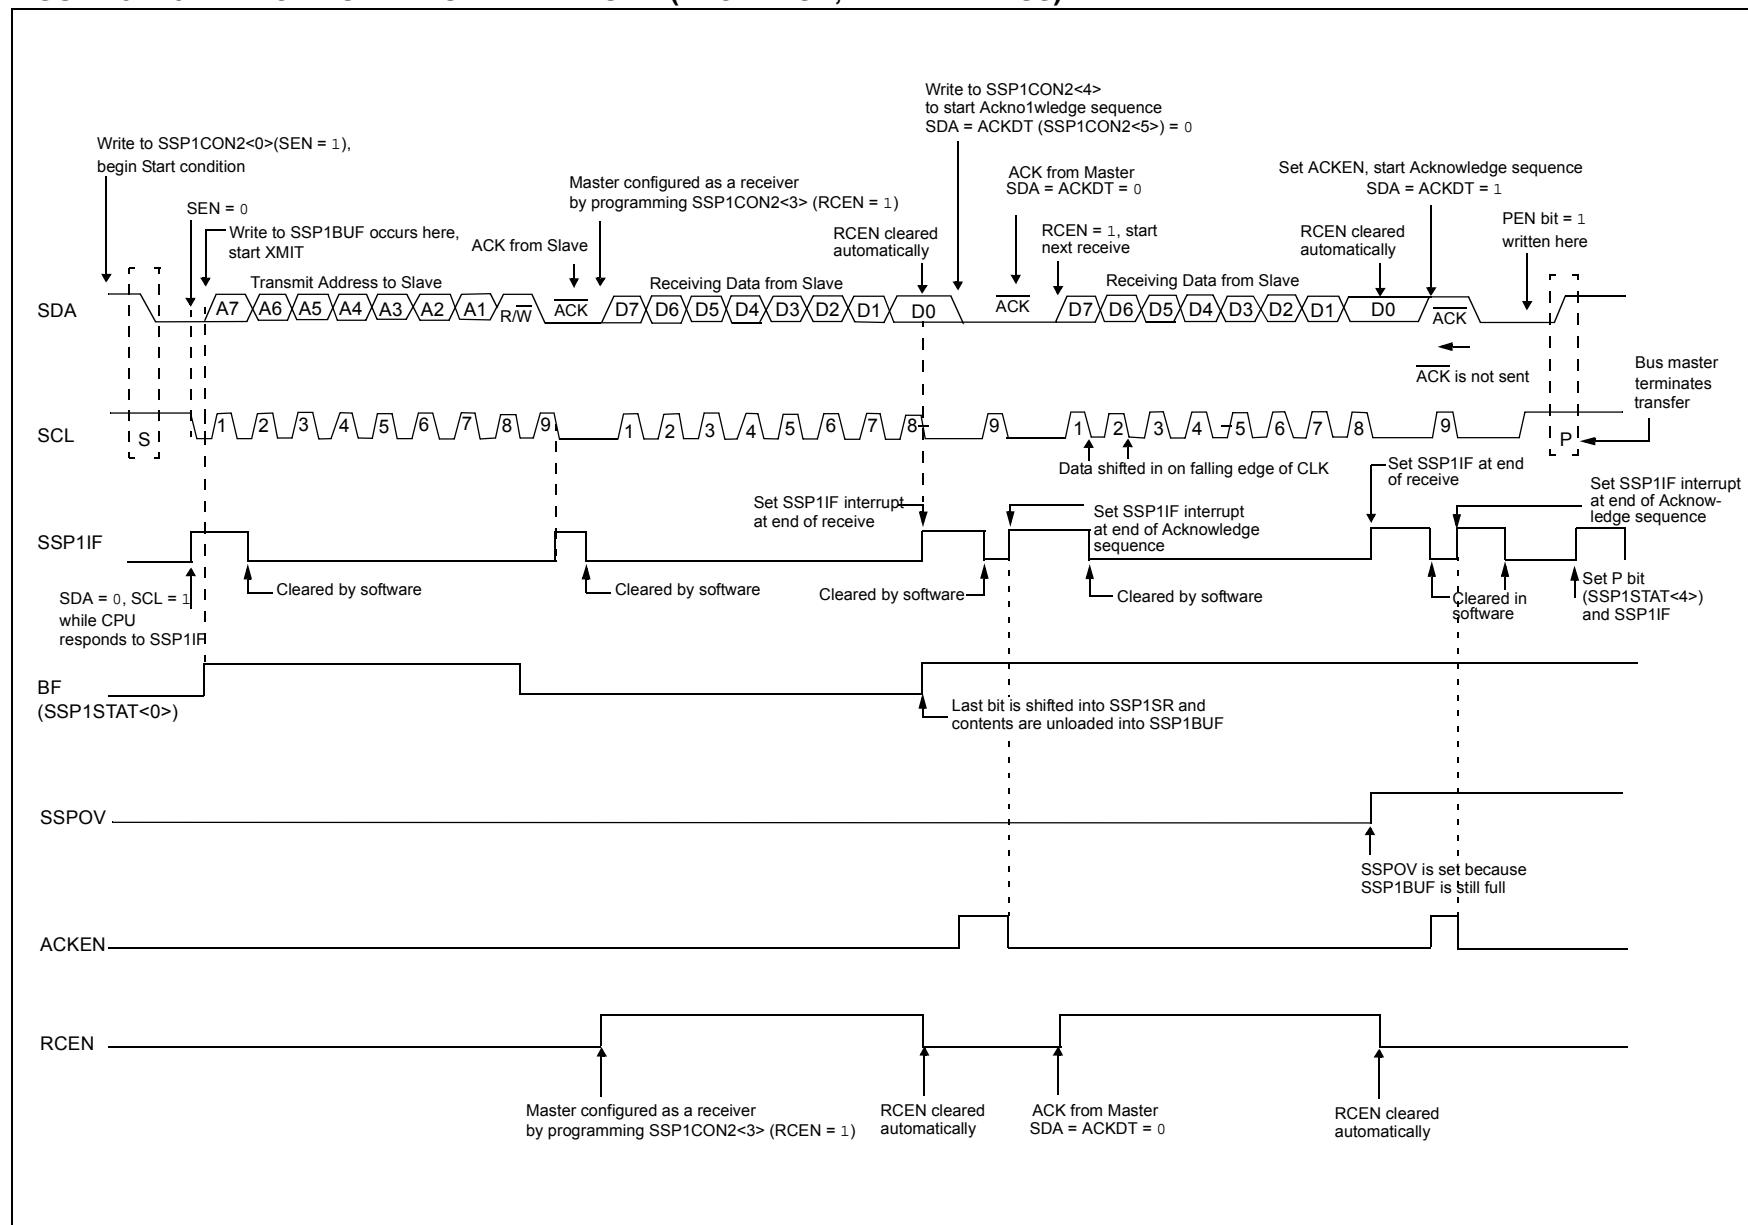 Write to SSP1CON2<4>
to start Ackno1wledge sequence
SDA = ACKDT (SSP1CON2<5>) = 0
Write to SSP1CON2<0>(SEN = 1),
begin Start condition
ACK from Master
SDA = ACKDT = 0
Set ACKEN, start Acknowledge sequence
SDA = ACKDT = 1
Master configured as a receiver
by programming SSP1CON2<3> (RCEN = 1)
SEN = 0
PEN bit = 1
written here
Write to SSP1BUF occurs here,
start XMIT
ACK from Slave
RCEN cleared
automatically
RCEN = 1, start
next receive
RCEN cleared
automatically
Transmit Address to Slave
Receiving Data from Slave
Receiving Data from Slave
SDA
A7 A6 A5 A4 A3 A2 A1 R/W ACK D7 D6 D5 D4 D3 D2 D1 D0 ACK D7 D6 D5 D4 D3 D2 D1 D0 ACK
ACK is not sent
Bus master
terminates
transfer
SCL
S 1 2 3 4 5 6 7 8 9 1 2 3 4 5 6 7 8 9 1 2 3 4 5 6 7 8 9 P
Data shifted in on falling edge of CLK
Set SSP1IF at end
of receive
Set SSP1IF interrupt
at end of receive
Set SSP1IF interrupt
at end of Acknowledge
sequence
Set SSP1IF interrupt
at end of Acknow-
ledge sequence
SSP1IF
SDA = 0, SCL = 1
while CPU
responds to SSP1IF
Cleared by software
Cleared by software
Cleared by software
Cleared by software
Cleared in
software
Set P bit
(SSP1STAT<4>)
and SSP1IF
BF
(SSP1STAT<0>)
Last bit is shifted into SSP1SR and
contents are unloaded into SSP1BUF
SSPOV
SSPOV is set because
SSP1BUF is still full
ACKEN
RCEN
Master configured as a receiver
by programming SSP1CON2<3> (RCEN = 1)
RCEN cleared
automatically
ACK from Master
SDA = ACKDT = 0
RCEN cleared
automatically